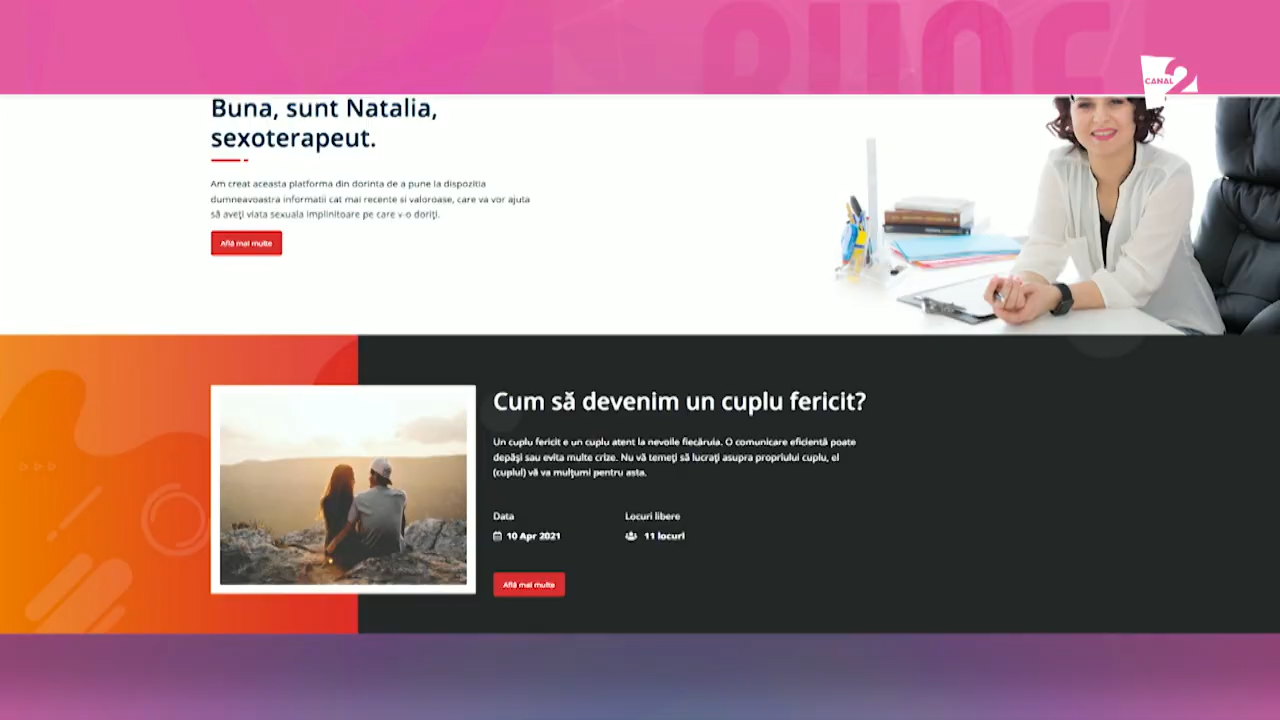 PUNE
CANAL 2
Buna, sunt Natalia,
sexoterapeut.
Am creat aceasta platforma din dorinta de a pune la dispozitia
dumneavoastra informatii cat mai recente si valoroase, care va vor ajuta
să aveți viata sexuala implinitoare pe care v-o doriți.
Află mai multe
Cum să devenim un cuplu fericit?
Un cuplu fericit e un cuplu atent la nevoile fiecăruia. O comunicare eficientă poate
depăși sau evita multe crize. Nu vă temeți să lucrați asupra propriului cuplu, el
(cuplul) vă va mulțumi pentru asta.
Data
Locuri libere
10 Apr 2021
11 locuri
Află mai multe